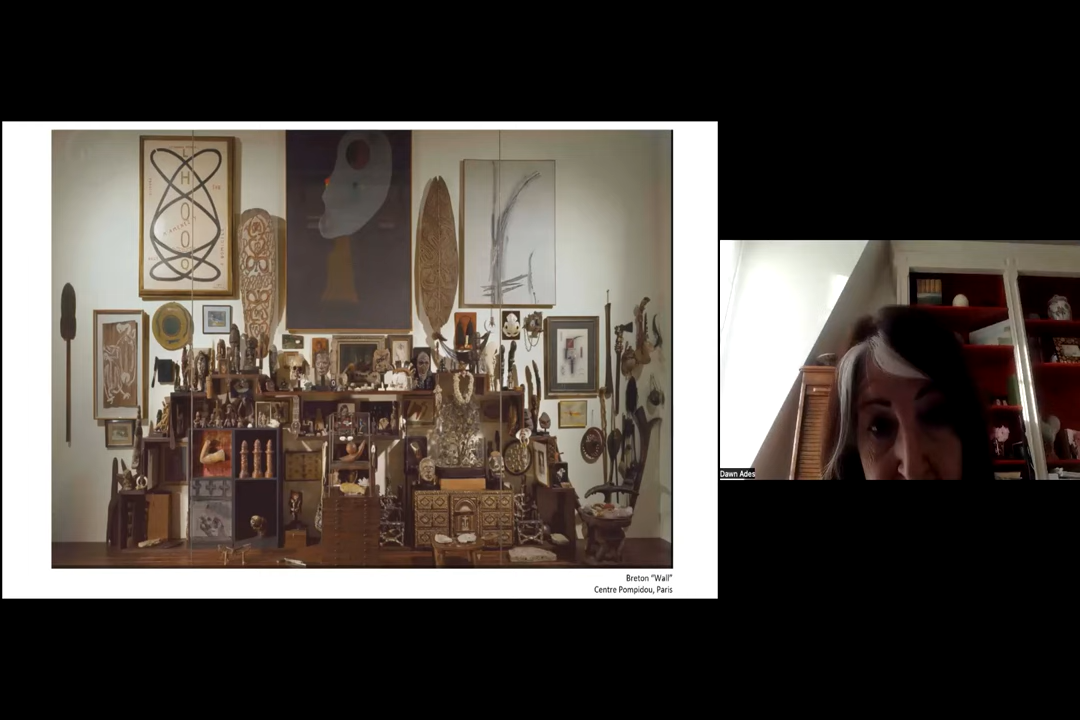 L
H
O
O
Q
Breton "Wall"
Centre Pompidou, Paris
Dawn Ades